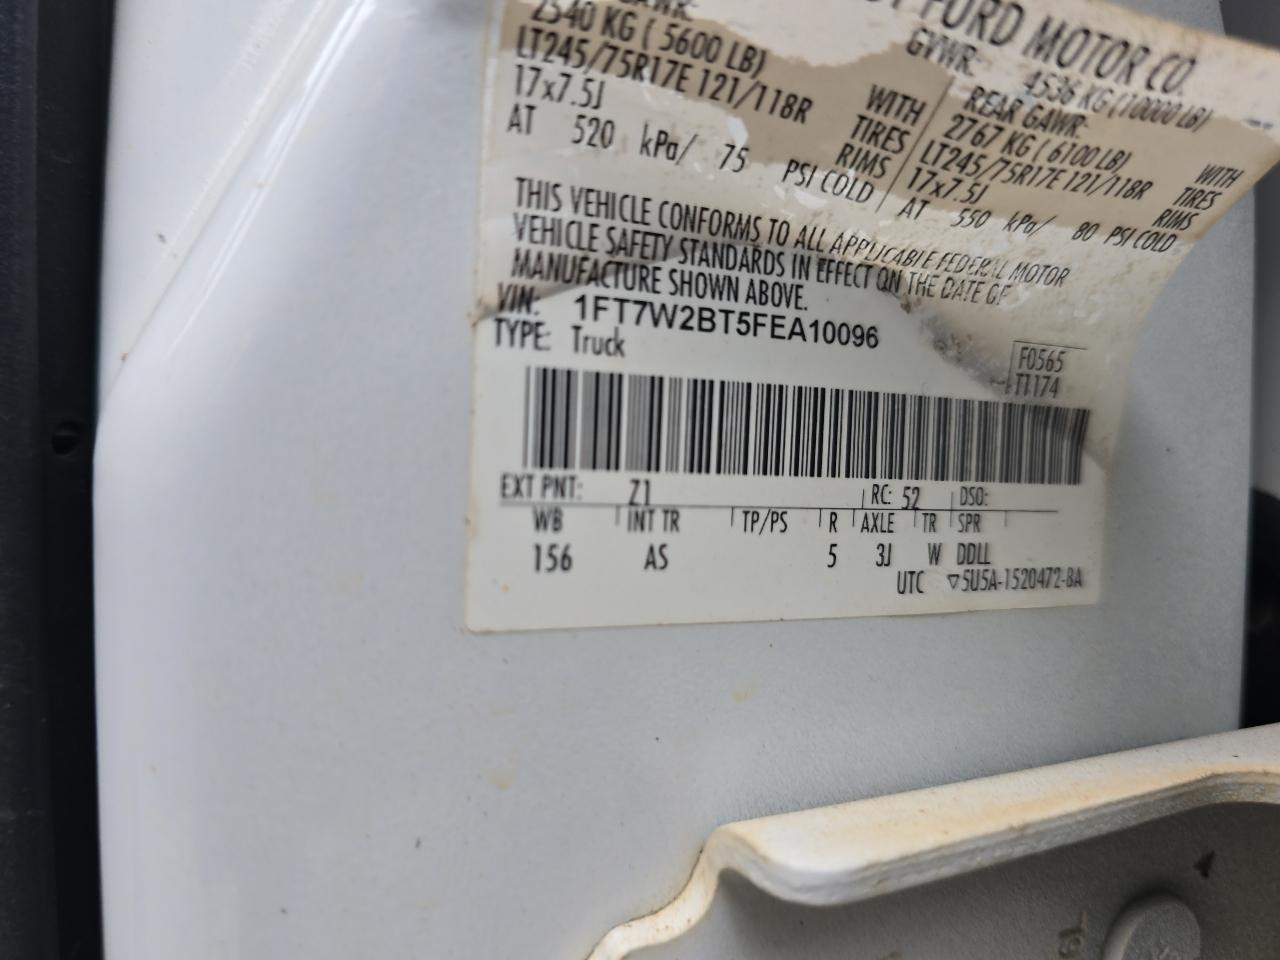 FORD MOTOR CO.
GAWR: GVWR: 4536 KG (10000 LB)
2540 KG ( 5600 LB) WITH REAR GAWR:
LT245/75R17E 121/118R TIRES 2767 KG ( 6100 LB) WITH
17x7.5J RIMS LT245/75R17E 121/118R TIRES
AT 520 kPa/ 75 PSI COLD 17x7.5J RIMS
AT 550 kPa/ 80 PSI COLD
THIS VEHICLE CONFORMS TO ALL APPLICABLE FEDERAL MOTOR
VEHICLE SAFETY STANDARDS IN EFFECT ON THE DATE OF
MANUFACTURE SHOWN ABOVE.
VIN: 1FT7W2BT5FEA10096
TYPE: Truck
F0565
T1174
EXT PNT: Z1 RC: 52 DSO:
WB INT TR TP/PS R AXLE TR SPR
156 AS 5 3J W DDLL
UTC ▽5U5A-1520472-BA